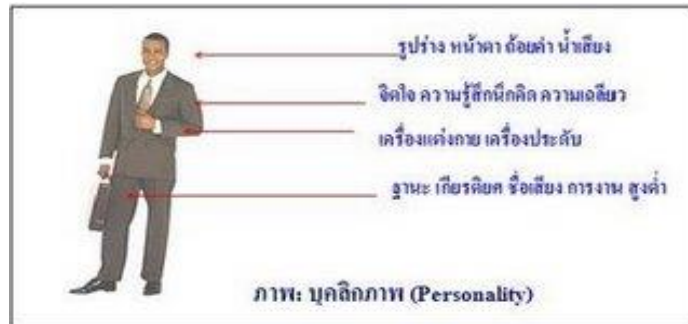 รูปร่าง หน้าตา ถ้อยคำ น้ำเสียง
จิตใจ ความรู้สึกนึกคิด ความเฉลียว
เครื่องแต่งกาย เครื่องประดับ
ฐานะ เกียรติยศ ชื่อเสียง การงาน สูงค่ำ
ภาพ: บุคลิกภาพ (Personality)